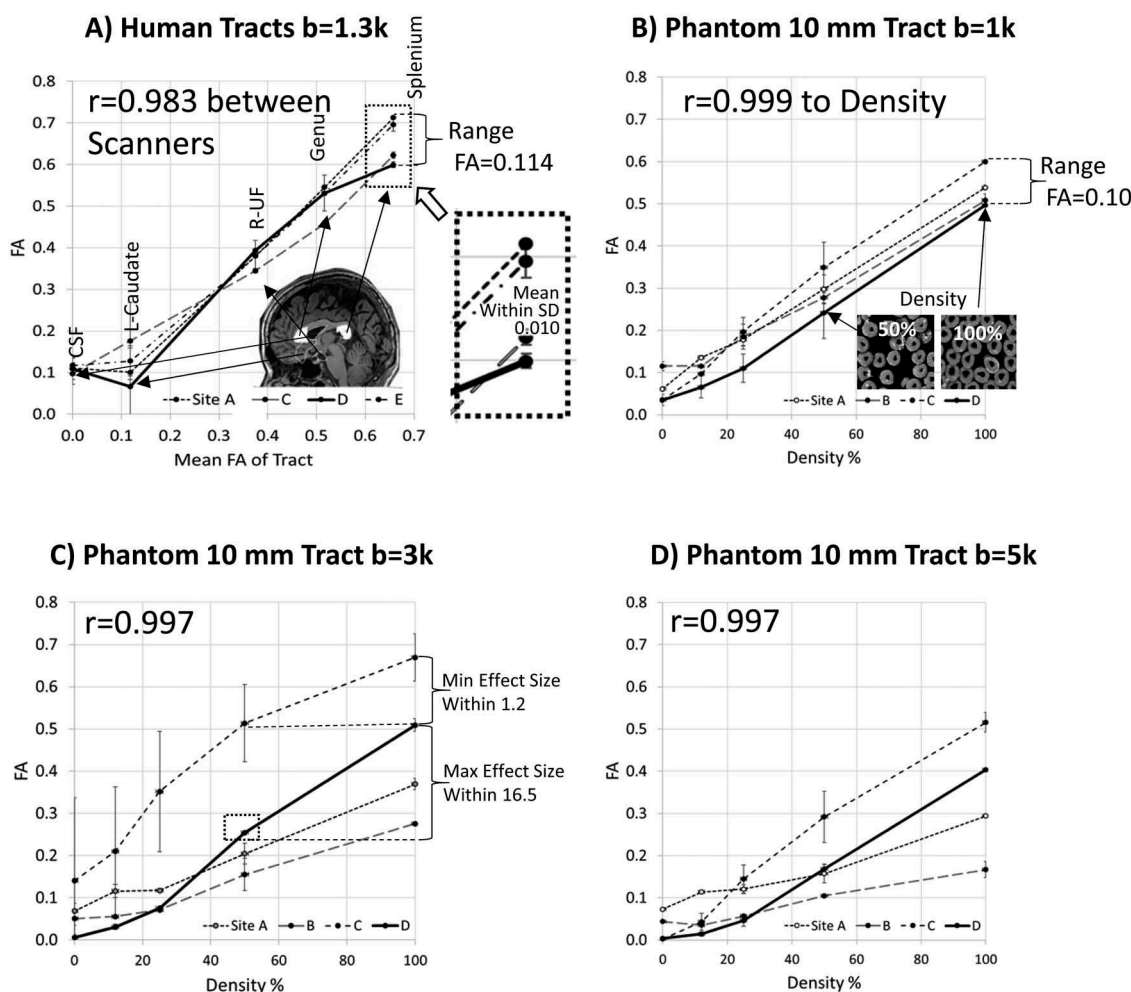 A) Human Tracts b=1.3k
0.8
0.7
0.6
0.5
0.4
0.3
0.2
0.1
0.0
FA
r=0.983 between
Scanners
CSF
L-Caudate
R-UF
Genu
Splenium
Range
FA=0.114
Mean
Within SD
0.010
Site A C D E
0.0 0.1 0.2 0.3 0.4 0.5 0.6 0.7
Mean FA of Tract
B) Phantom 10 mm Tract b=1k
0.8
0.7
0.6
0.5
0.4
0.3
0.2
0.1
0.0
FA
r=0.999 to Density
Range
FA=0.10
Density
50% 100%
Site A B C D
0 20 40 60 80 100
Density %
C) Phantom 10 mm Tract b=3k
0.8
0.7
0.6
0.5
0.4
0.3
0.2
0.1
0.0
FA
r=0.997
Min Effect Size
Within 1.2
Max Effect Size
Within 16.5
Site A B C D
0 20 40 60 80 100
Density %
D) Phantom 10 mm Tract b=5k
0.8
0.7
0.6
0.5
0.4
0.3
0.2
0.1
0.0
FA
r=0.997
Site A B C D
0 20 40 60 80 100
Density %